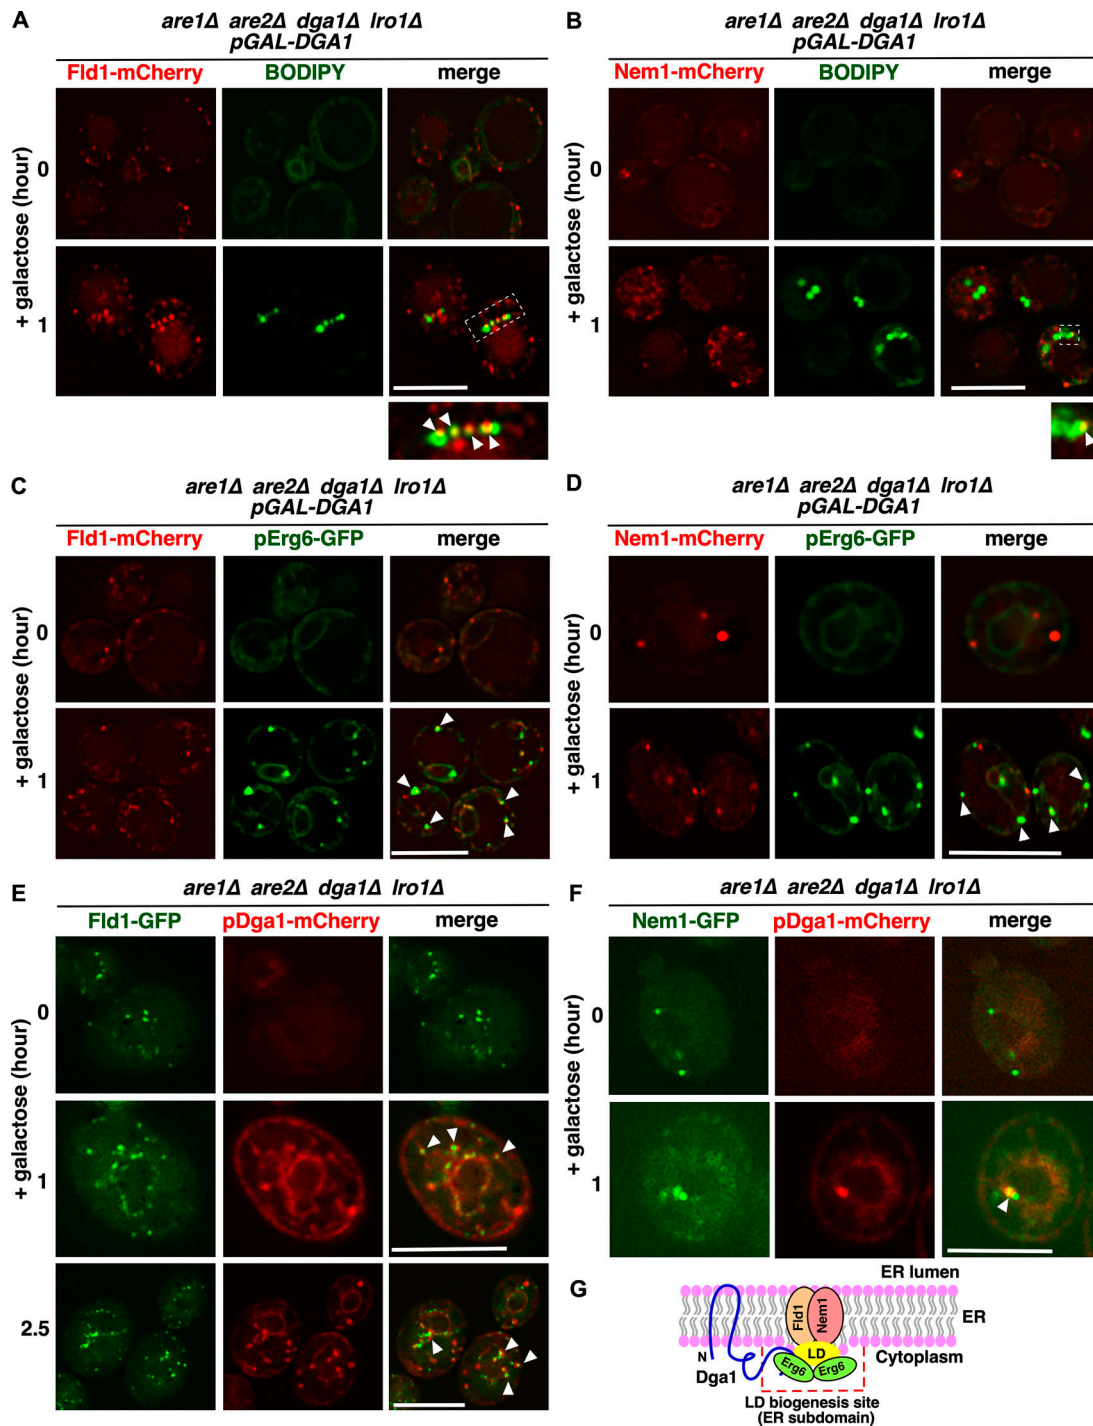 A
are1Δ are2Δ dga1Δ lro1Δ
pGAL-DGA1
Fld1-mCherry BODIPY merge
+ galactose (hour)
0
1
B
are1Δ are2Δ dga1Δ lro1Δ
pGAL-DGA1
Nem1-mCherry BODIPY merge
+ galactose (hour)
0
1
C
are1Δ are2Δ dga1Δ lro1Δ
pGAL-DGA1
Fld1-mCherry pErg6-GFP merge
+ galactose (hour)
0
1
D
are1Δ are2Δ dga1Δ lro1Δ
pGAL-DGA1
Nem1-mCherry pErg6-GFP merge
+ galactose (hour)
0
1
E
are1Δ are2Δ dga1Δ lro1Δ
Fld1-GFP pDga1-mCherry merge
+ galactose (hour)
0
1
2.5
F
are1Δ are2Δ dga1Δ lro1Δ
Nem1-GFP pDga1-mCherry merge
+ galactose (hour)
0
1
G
ER lumen
Fld1 Nem1 ER
N LD Cytoplasm
Dga1 Erg6 Erg6
LD biogenesis site
(ER subdomain)